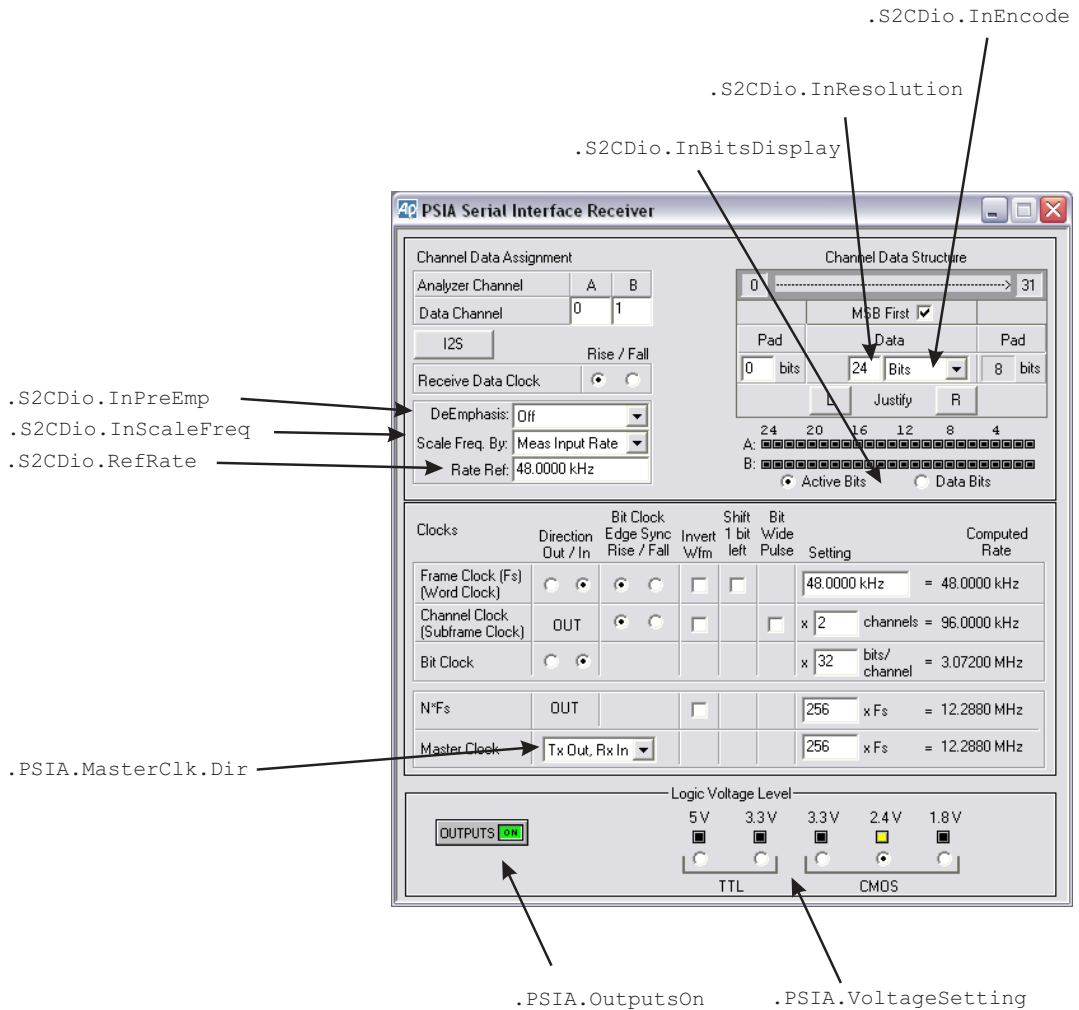 .S2CDio.InEncode
.S2CDio.InResolution
.S2CDio.InBitsDisplay
AP PSIA Serial Interface Receiver
Channel Data Assignment
Analyzer Channel A B
Data Channel 0 1
I2S
Rise / Fall
Receive Data Clock
DeEmphasis: Off
Scale Freq. By: Meas Input Rate
Rate Ref: 48.0000 kHz
Channel Data Structure
0 31
MSB First
Pad Data Pad
0 bits 24 Bits 8 bits
L Justify R
24 20 16 12 8 4
A:
B:
Active Bits Data Bits
.S2CDio.InPreEmp
.S2CDio.InScaleFreq
.S2CDio.RefRate
Clocks
Direction
Out / In
Bit Clock
Edge Sync
Rise / Fall
Invert
Wfm
Shift
1 bit
left
Bit
Wide
Pulse
Setting
Computed
Rate
Frame Clock (Fs)
(Word Clock)
48.0000 kHz = 48.0000 kHz
Channel Clock
(Subframe Clock)
OUT x 2 channels = 96.0000 kHz
Bit Clock x 32 bits/
channel = 3.07200 MHz
N*Fs OUT 256 x Fs = 12.2880 MHz
Master Clock Tx Out, Rx In 256 x Fs = 12.2880 MHz
.PSIA.MasterClk.Dir
Logic Voltage Level
OUTPUTS ON
5 V 3.3 V 3.3 V 2.4 V 1.8 V
TTL CMOS
.PSIA.OutputsOn
.PSIA.VoltageSetting